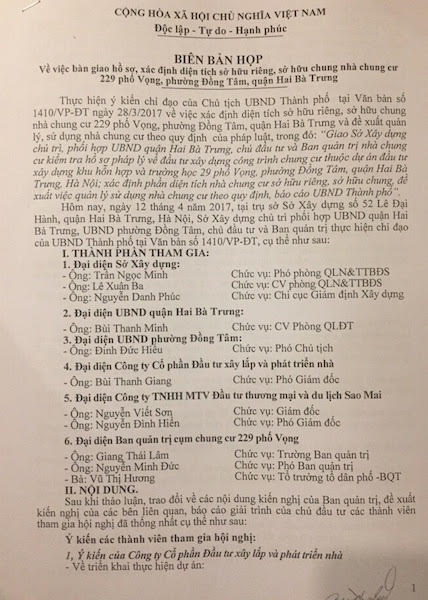 CỘNG HÒA XÃ HỘI CHỦ NGHĨA VIỆT NAM
Độc lập - Tự do - Hạnh phúc
BIÊN BẢN HỌP
Về việc bàn giao hồ sơ, xác định diện tích sở hữu riêng, sở hữu chung nhà chung cư
229 phố Vọng, phường Đồng Tâm, quận Hai Bà Trưng
Thực hiện ý kiến chỉ đạo của Chủ tịch UBND Thành phố tại Văn bản số
1410/VP-ĐT ngày 28/3/2017 về việc xác định diện tích sở hữu riêng, sở hữu chung
nhà chung cư 229 phố Vọng, phường Đồng Tâm, quận Hai Bà Trưng và đề xuất quản
lý, sử dụng nhà chung cư theo quy định của pháp luật, trong đó: "Giao Sở Xây dựng
chủ trì, phối hợp UBND quận Hai Bà Trưng, chủ đầu tư và Ban quản trị nhà chung
cư kiểm tra hồ sơ pháp lý về đầu tư xây dựng công trình chung cư thuộc dự án đầu tư
xây dựng khu hỗn hợp và trường học 29 phố Vọng, phường Đồng Tâm, quận Hai Bà
Trưng, Hà Nội; xác định phần diện tích nhà chung cư sở hữu riêng, sở hữu chung, đề
xuất việc quản lý sử dụng nhà chung cư theo quy định, báo cáo UBND Thành phố".
Hôm nay, ngày 12 tháng 4 năm 2017, tại trụ sở Sở Xây dựng số 52 Lê Đại
Hành, quận Hai Bà Trưng, Hà Nội, Sở Xây dựng chủ trì phối hợp UBND quận Hai Bà
Trưng, UBND phường Đồng Tâm, chủ đầu tư và Ban quản trị thực hiện chỉ đạo
của UBND Thành phố tại Văn bản số 1410/VP-ĐT, cụ thể như sau:
I. THÀNH PHẦN THAM GIA:
1. Đại diện Sở Xây dựng:
- Ông: Trần Ngọc Minh Chức vụ: Phó phòng QLN&TTBĐS
- Ông: Lê Xuân Ba Chức vụ: CV phòng QLN&TTBĐS
- Ông: Nguyễn Danh Phúc Chức vụ: Chi cục Giám định Xây dựng
2. Đại diện UBND quận Hai Bà Trưng:
- Ông: Bùi Thanh Minh Chức vụ: CV Phòng QLĐT
3. Đại diện UBND phường Đồng Tâm:
- Ông: Đinh Đức Hiếu Chức vụ: Phó Chủ tịch
4. Đại diện Công ty Cổ phần Đầu tư xây lắp và phát triển nhà
- Ông: Bùi Thanh Giang Chức vụ: Phó Giám đốc
5. Đại diện Công ty TNHH MTV Đầu tư thương mại và du lịch Sao Mai
- Ông: Nguyễn Viết Sơn Chức vụ: Giám đốc
- Ông: Nguyễn Đình Hiển Chức vụ: Phó Giám đốc
6. Đại diện Ban quản trị cụm chung cư 229 phố Vọng
- Ông: Giang Thái Lâm Chức vụ: Trưởng Ban quản trị
- Ông: Nguyễn Minh Đức Chức vụ: Phó Ban quản trị
- Bà: Vũ Thị Hương Chức vụ: Tổ trưởng tổ dân phố -BQT
II. NỘI DUNG.
Sau khi thảo luận, trao đổi về các nội dung kiến nghị của Ban quản trị, đề xuất
kiến nghị của các bên liên quan, báo cáo giải trình của chủ đầu tư các thành viên
tham gia hội nghị đã thống nhất cụ thể như sau:
Ý kiến các thành viên tham gia hội nghị:
1, Ý kiến của Công ty Cổ phần Đầu tư xây lắp và phát triển nhà
- Về triển khai thực hiện dự án:
1